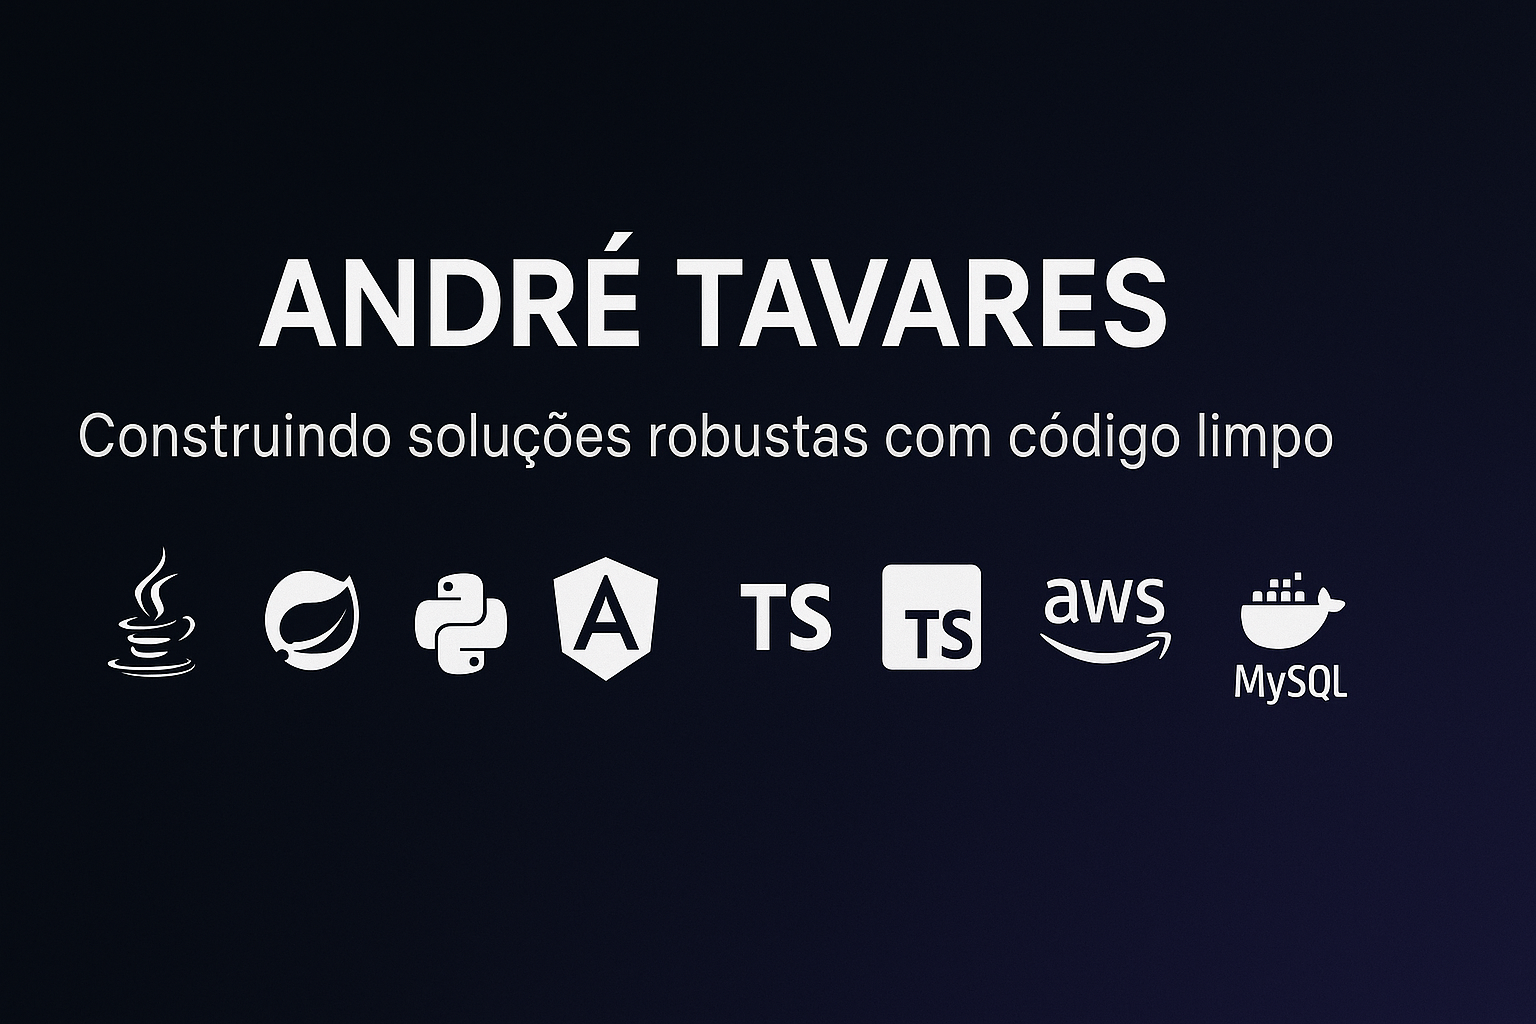 ANDRÉ TAVARES
Construindo soluções robustas com código limpo
A TS TS aws
MySQL